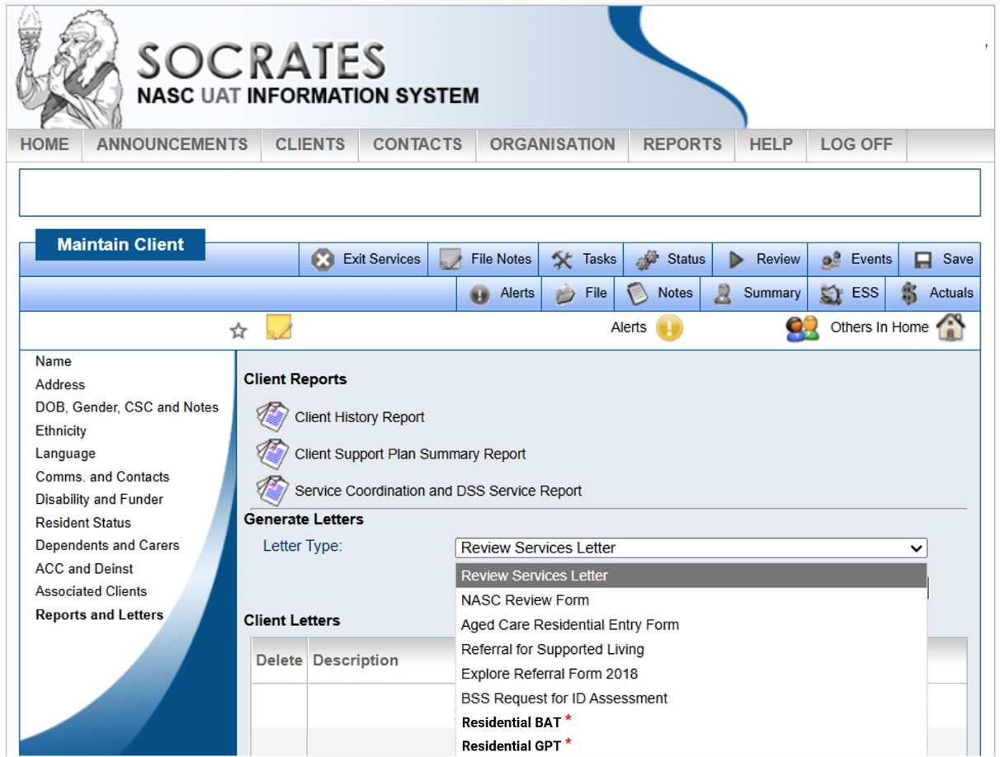 SOCRATES
NASC UAT INFORMATION SYSTEM
HOME ANNOUNCEMENTS CLIENTS CONTACTS ORGANISATION REPORTS HELP LOG OFF
Maintain Client
Exit Services File Notes Tasks Status Review Events Save
Alerts File Notes Summary ESS Actuals
Alerts Others In Home
Name
Address
DOB, Gender, CSC and Notes
Ethnicity
Language
Comms. and Contacts
Disability and Funder
Resident Status
Dependents and Carers
ACC and Deinst
Associated Clients
Reports and Letters
Client Reports
Client History Report
Client Support Plan Summary Report
Service Coordination and DSS Service Report
Generate Letters
Letter Type: Review Services Letter
Review Services Letter
NASC Review Form
Aged Care Residential Entry Form
Referral for Supported Living
Explore Referral Form 2018
BSS Request for ID Assessment
Residential BAT *
Residential GPT *
Client Letters
Delete Description